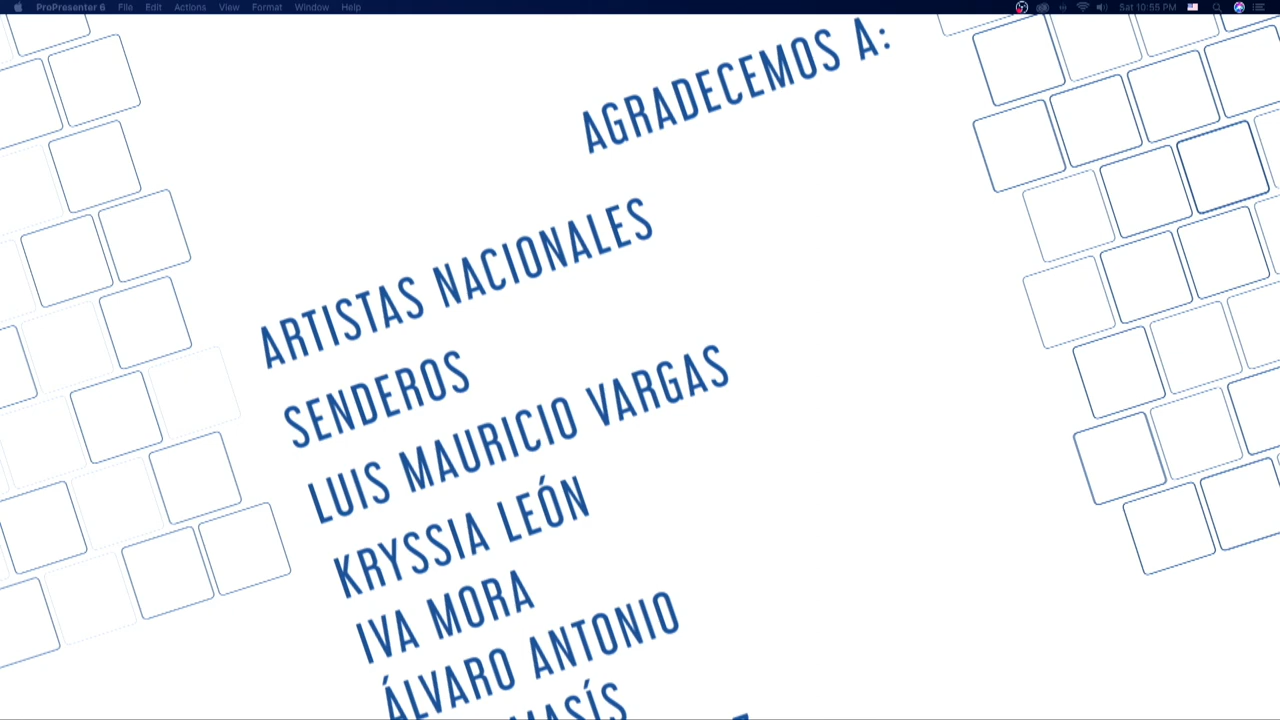 ProPresenter 6 File Edit Actions View Format Window Help Sat 10:55 PM
AGRADECEMOS A:
ARTISTAS NACIONALES
SENDEROS
LUIS MAURICIO VARGAS
KRYSSIA LEÓN
IVA MORA
ÁLVARO ANTONIO